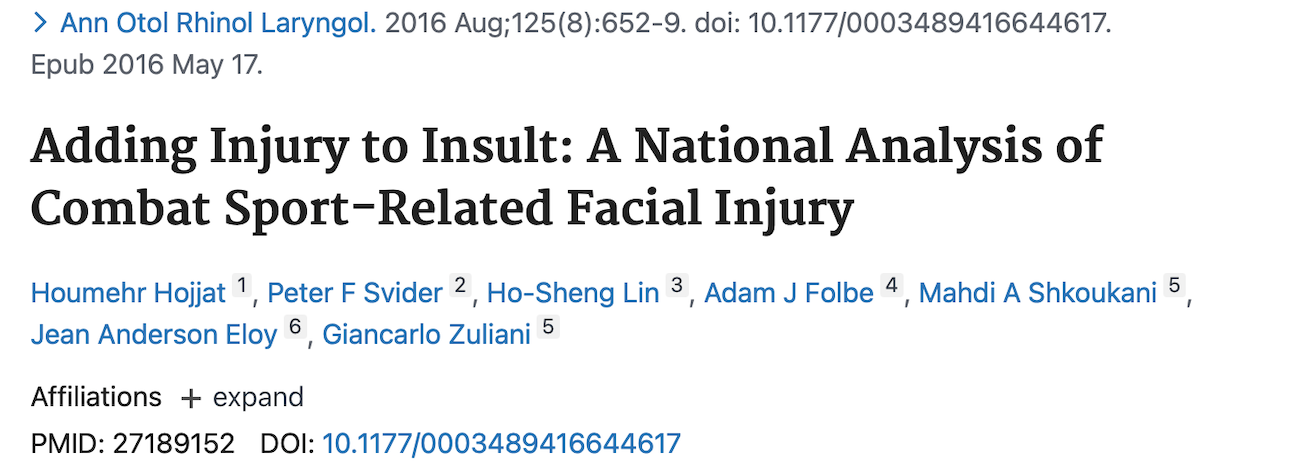 > Ann Otol Rhinol Laryngol. 2016 Aug;125(8):652-9. doi: 10.1177/0003489416644617.
Epub 2016 May 17.
Adding Injury to Insult: A National Analysis of
Combat Sport-Related Facial Injury
Houmehr Hojjat 1, Peter F Svider 2, Ho-Sheng Lin 3, Adam J Folbe 4, Mahdi A Shkoukani 5,
Jean Anderson Eloy 6, Giancarlo Zuliani 5
Affiliations + expand
PMID: 27189152 DOI: 10.1177/0003489416644617